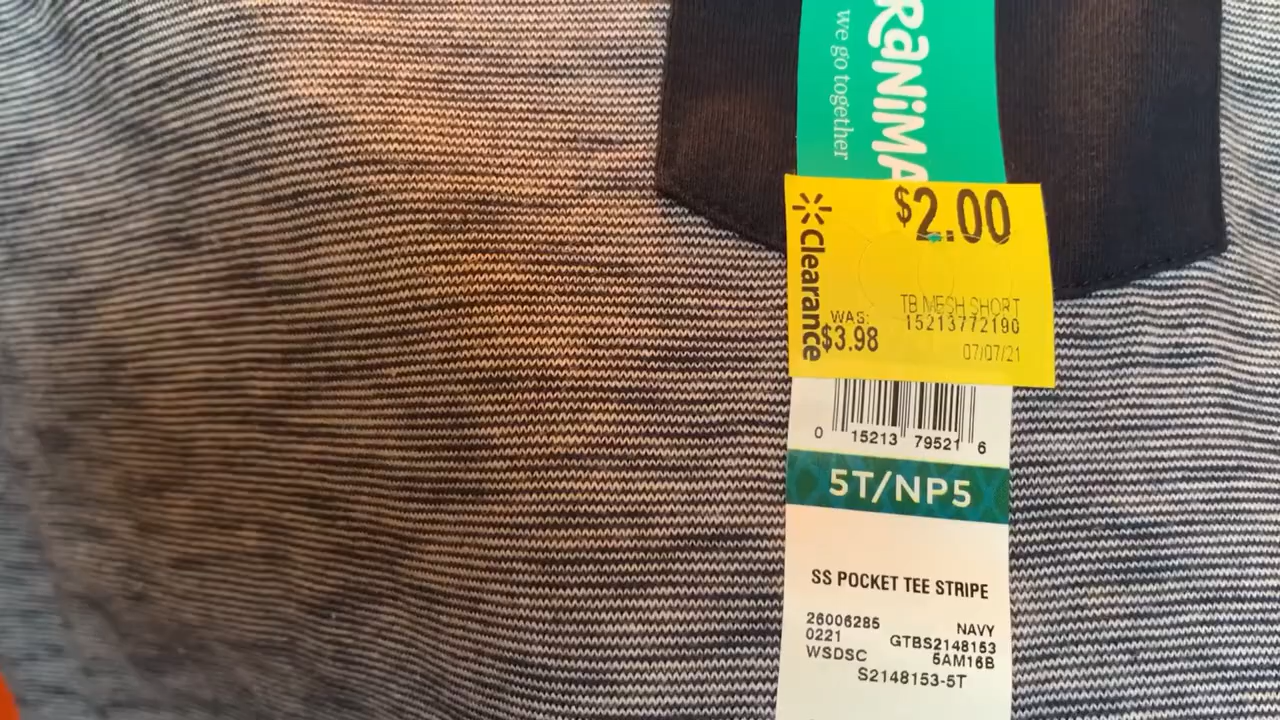 RaNiMA
we go together
$2.00
Clearance
TB MESH SHORT
WAS:
15213772190
$3.98
07/07/21
0 15213 79521 6
5T/NP5
SS POCKET TEE STRIPE
26006285 NAVY
0221 GTBS2148153
WSDSC 5AM16B
S2148153-5T